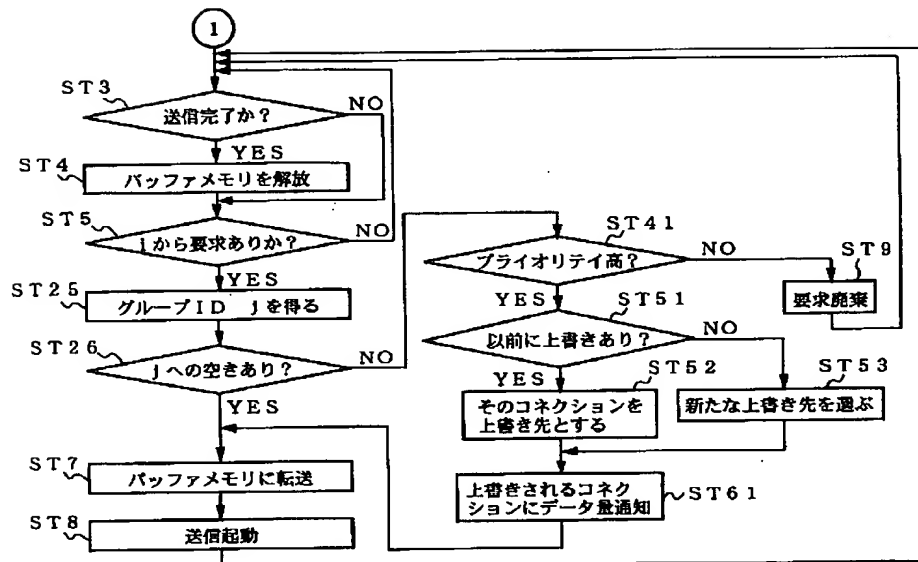 1
ST3
送信完了か?
NO
YES
ST4
バッファメモリを解放
ST5
iから要求ありか?
NO
YES
ST25
グループID jを得る
ST26
jへの空きあり?
NO
YES
ST7
バッファメモリに転送
ST8
送信起動
ST41
プライオリテイ高?
NO
YES
ST9
要求廃棄
ST51
以前に上書きあり?
NO
YES
ST52
そのコネクションを
上書き先とする
ST53
新たな上書き先を選ぶ
ST61
上書きされるコネク
ションにデータ量通知